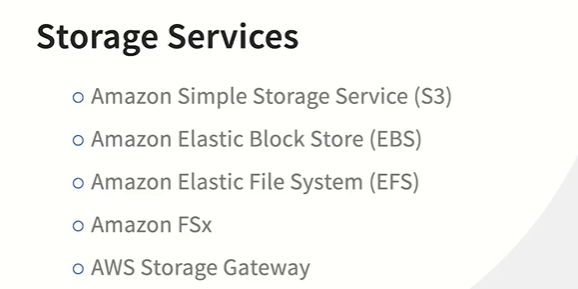 Storage Services
Amazon Simple Storage Service (S3)
Amazon Elastic Block Store (EBS)
Amazon Elastic File System (EFS)
Amazon FSx
AWS Storage Gateway